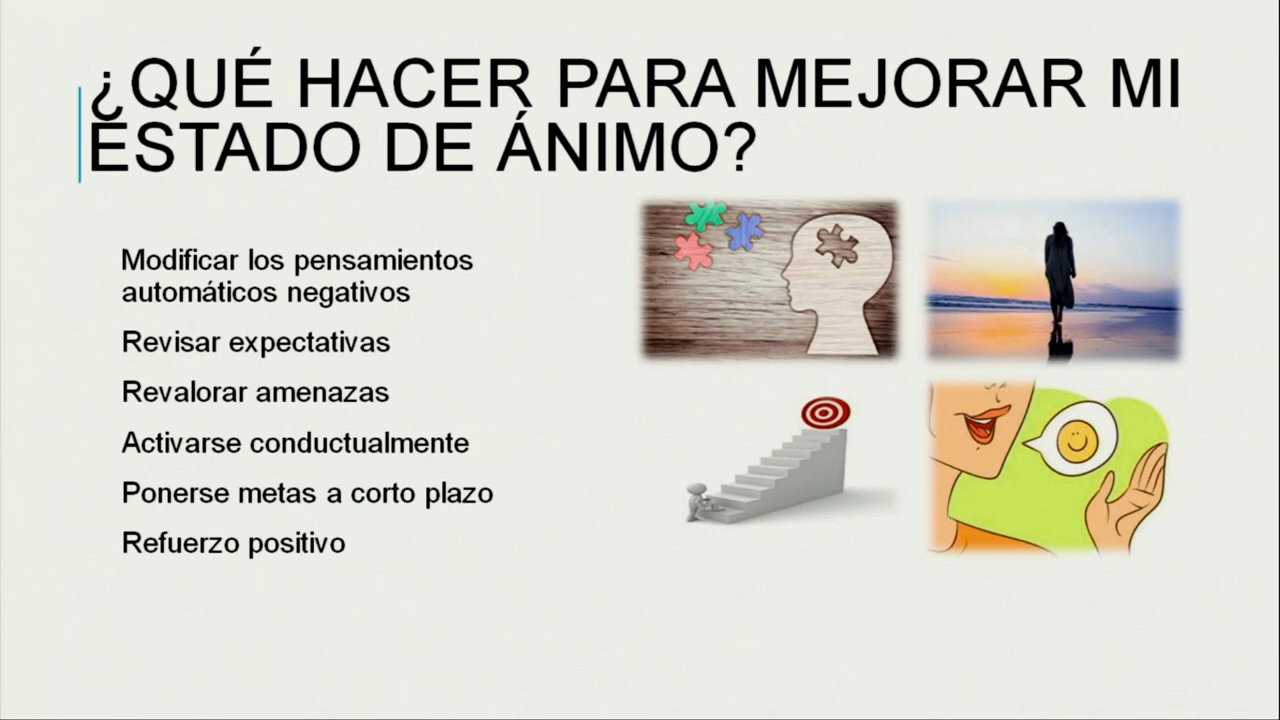 ¿QUÉ HACER PARA MEJORAR MI
ESTADO DE ÁNIMO?
Modificar los pensamientos
automáticos negativos
Revisar expectativas
Revalorar amenazas
Activarse conductualmente
Ponerse metas a corto plazo
Refuerzo positivo